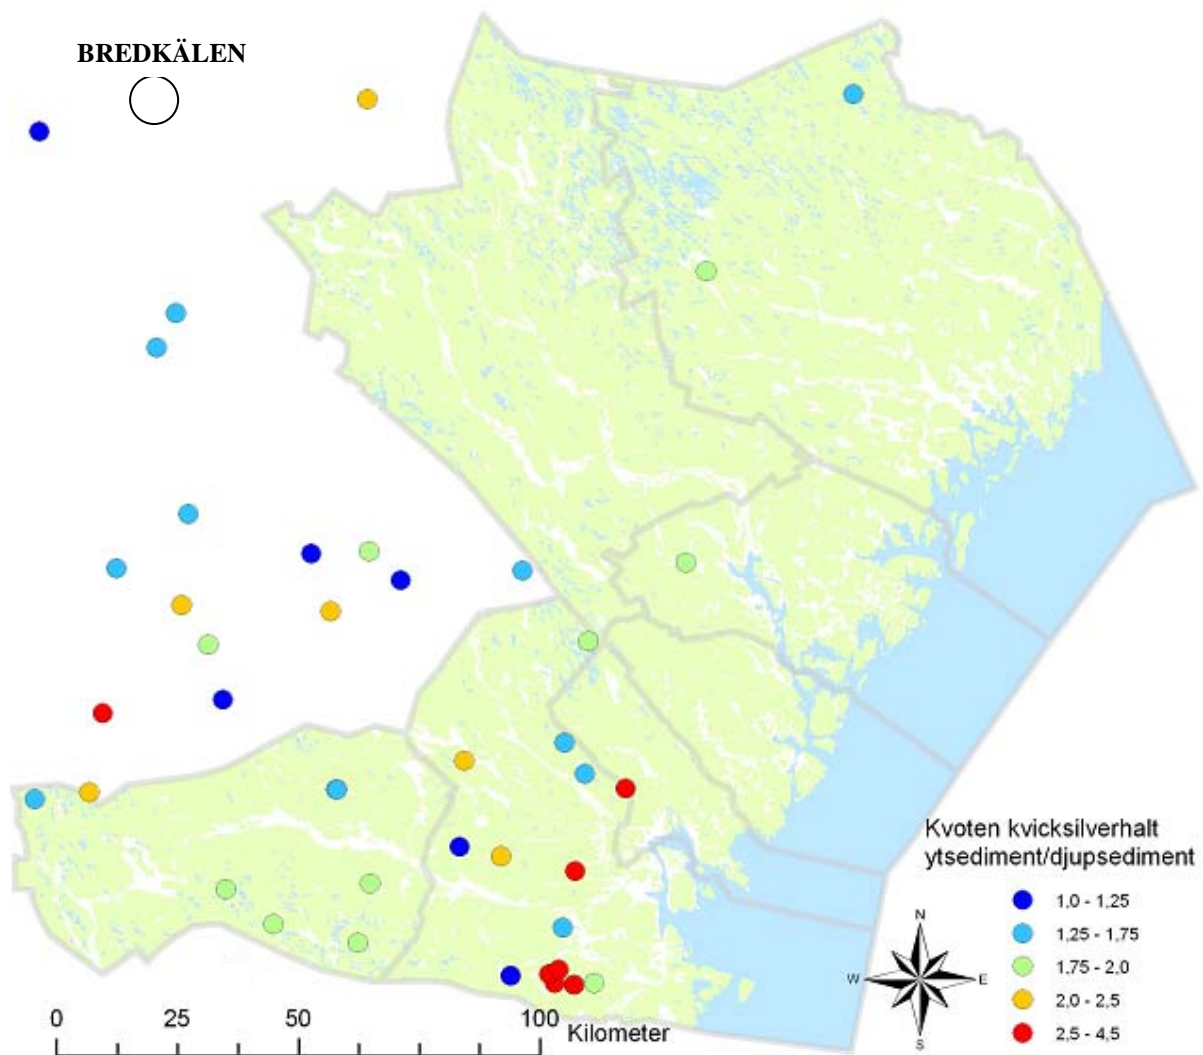 BREDKÄLEN
Kvoten kvicksilverhalt
ytsediment/djupsediment
1,0 - 1,25
1,25 - 1,75
1,75 - 2,0
2,0 - 2,5
2,5 - 4,5
N
W E
S
0 25 50 100
Kilometer